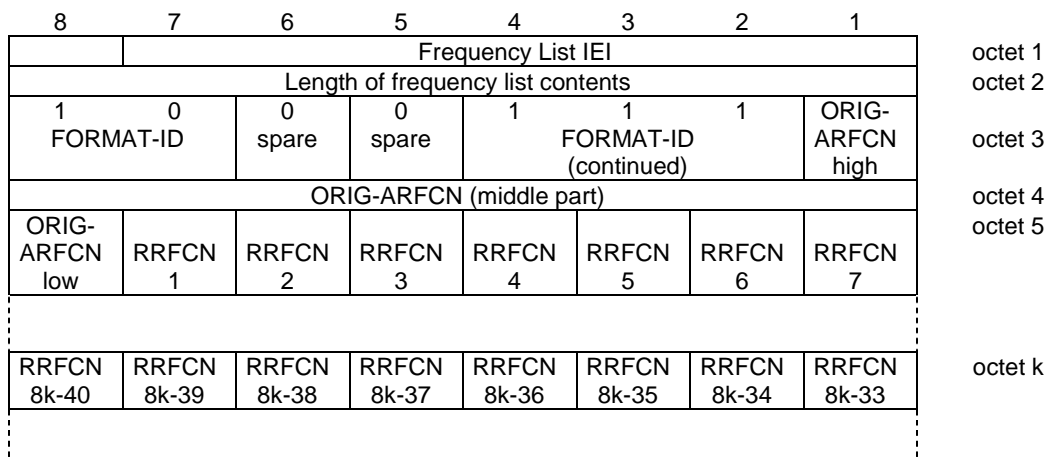 8 7 6 5 4 3 2 1
Frequency List IEI octet 1
Length of frequency list contents octet 2
1 0 0 0 1 1 1 ORIG-
FORMAT-ID spare spare FORMAT-ID ARFCN octet 3
(continued) high
ORIG-ARFCN (middle part) octet 4
ORIG- octet 5
ARFCN RRFCN RRFCN RRFCN RRFCN RRFCN RRFCN RRFCN
low 1 2 3 4 5 6 7
RRFCN RRFCN RRFCN RRFCN RRFCN RRFCN RRFCN RRFCN octet k
8k-40 8k-39 8k-38 8k-37 8k-36 8k-35 8k-34 8k-33